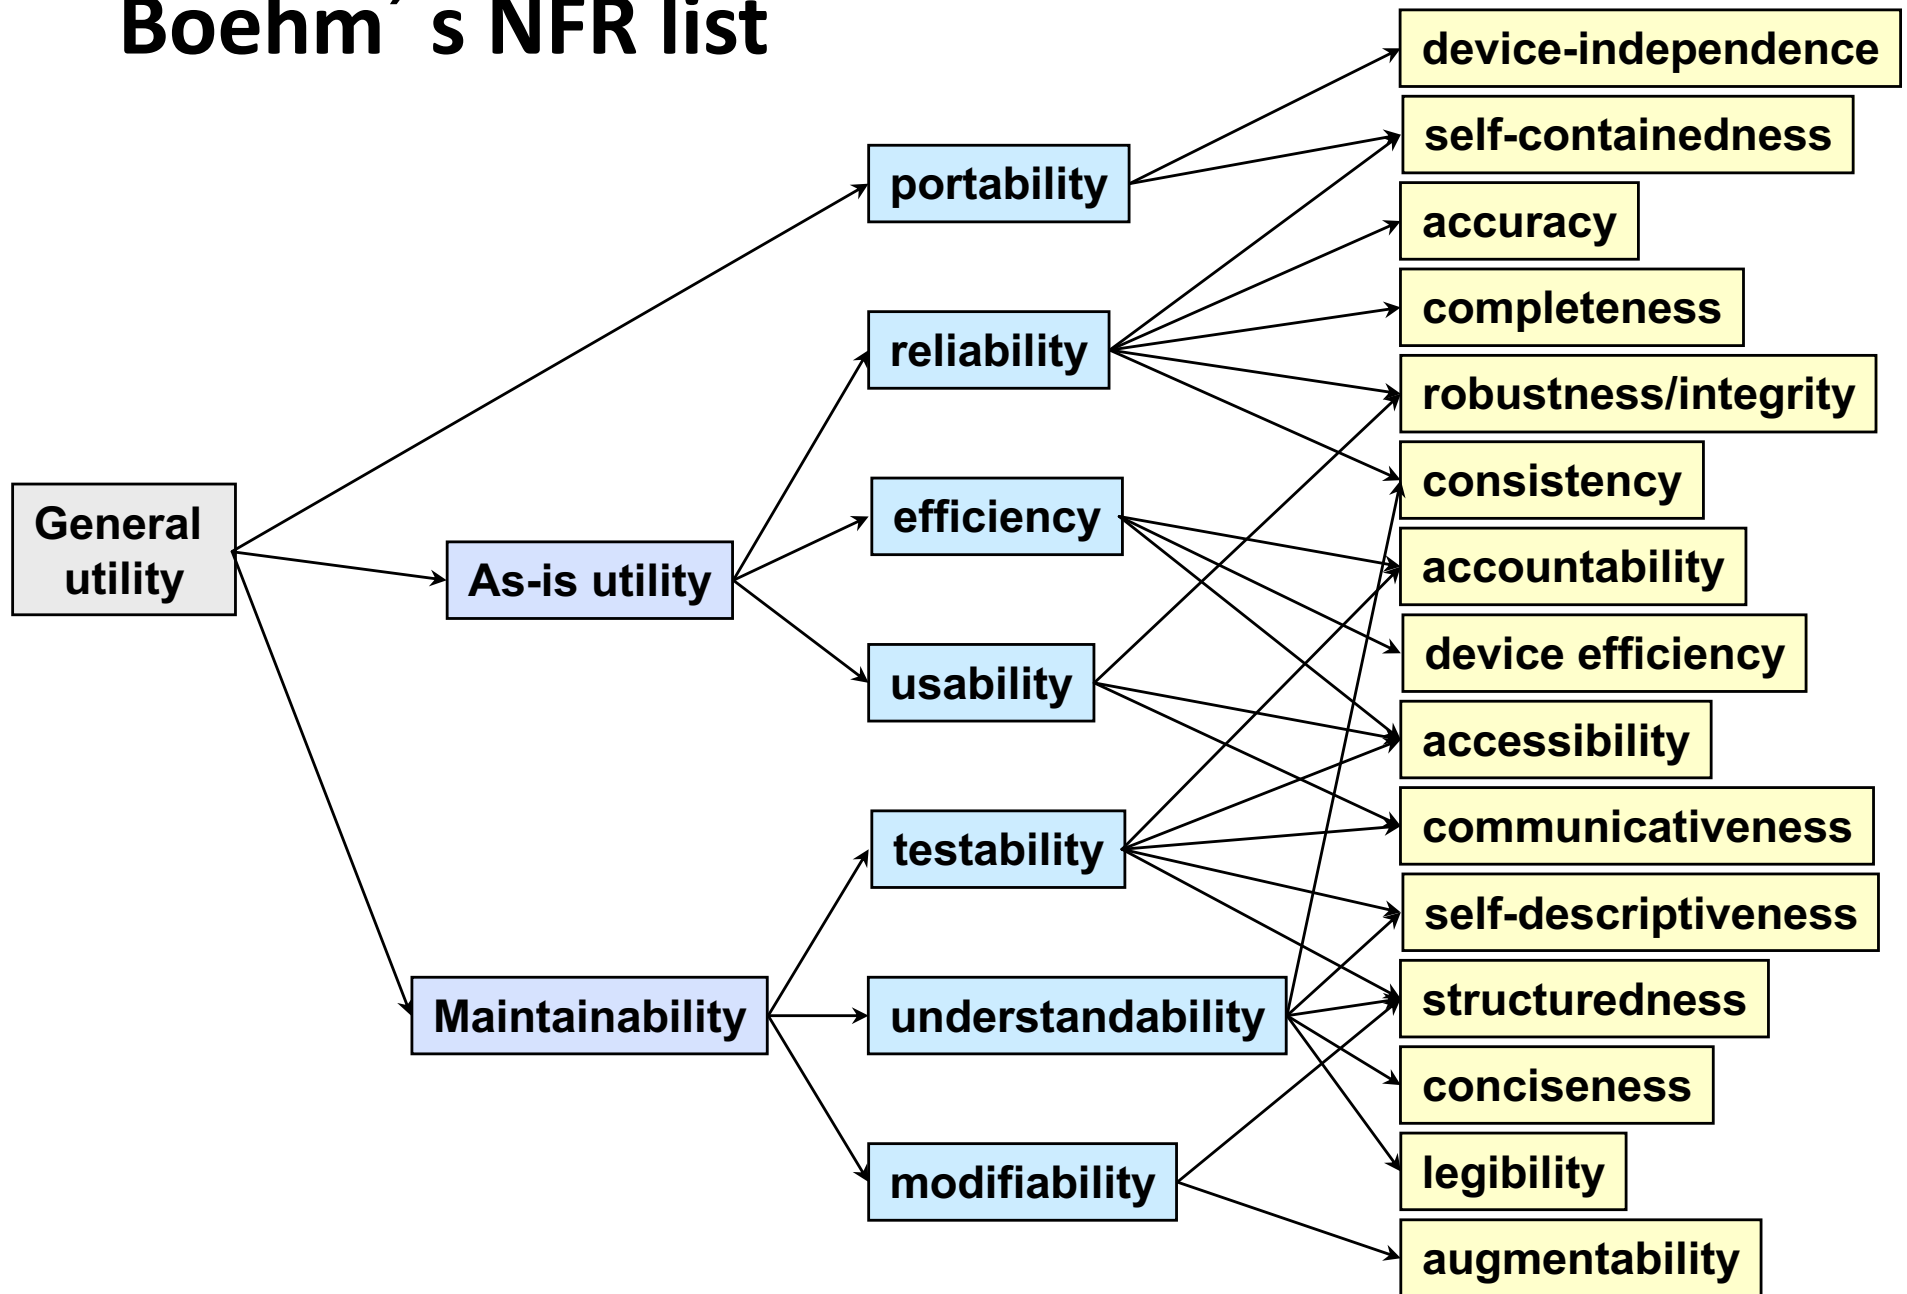 Boehm´ s NFR list
General
utility
As-is utility
Maintainability
portability
reliability
efficiency
usability
testability
understandability
modifiability
device-independence
self-containedness
accuracy
completeness
robustness/integrity
consistency
accountability
device efficiency
accessibility
communicativeness
self-descriptiveness
structuredness
conciseness
legibility
augmentability